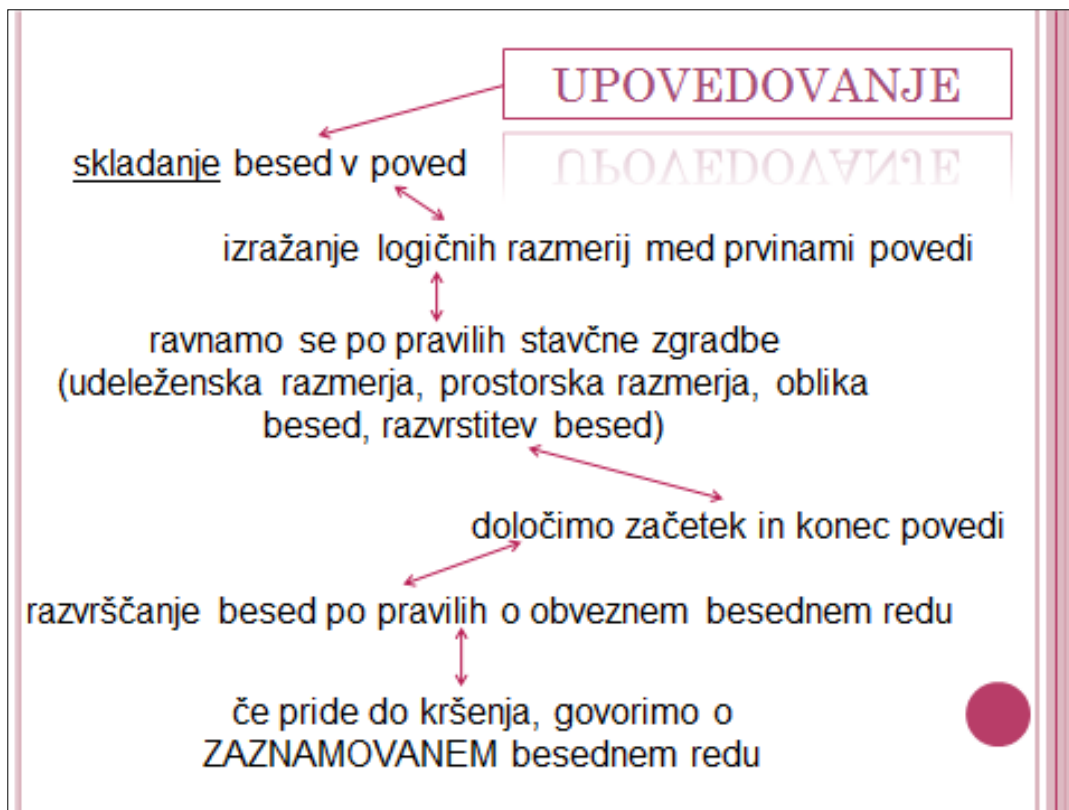 UPOVEDOVANJE
skladanje besed v poved
izražanje logičnih razmerij med prvinami povedi
ravnamo se po pravilih stavčne zgradbe
(udeleženska razmerja, prostorska razmerja, oblika
besed, razvrstitev besed)
določimo začetek in konec povedi
razvrščanje besed po pravilih o obveznem besednem redu
če pride do kršenja, govorimo o
ZAZNAMOVANEM besednem redu